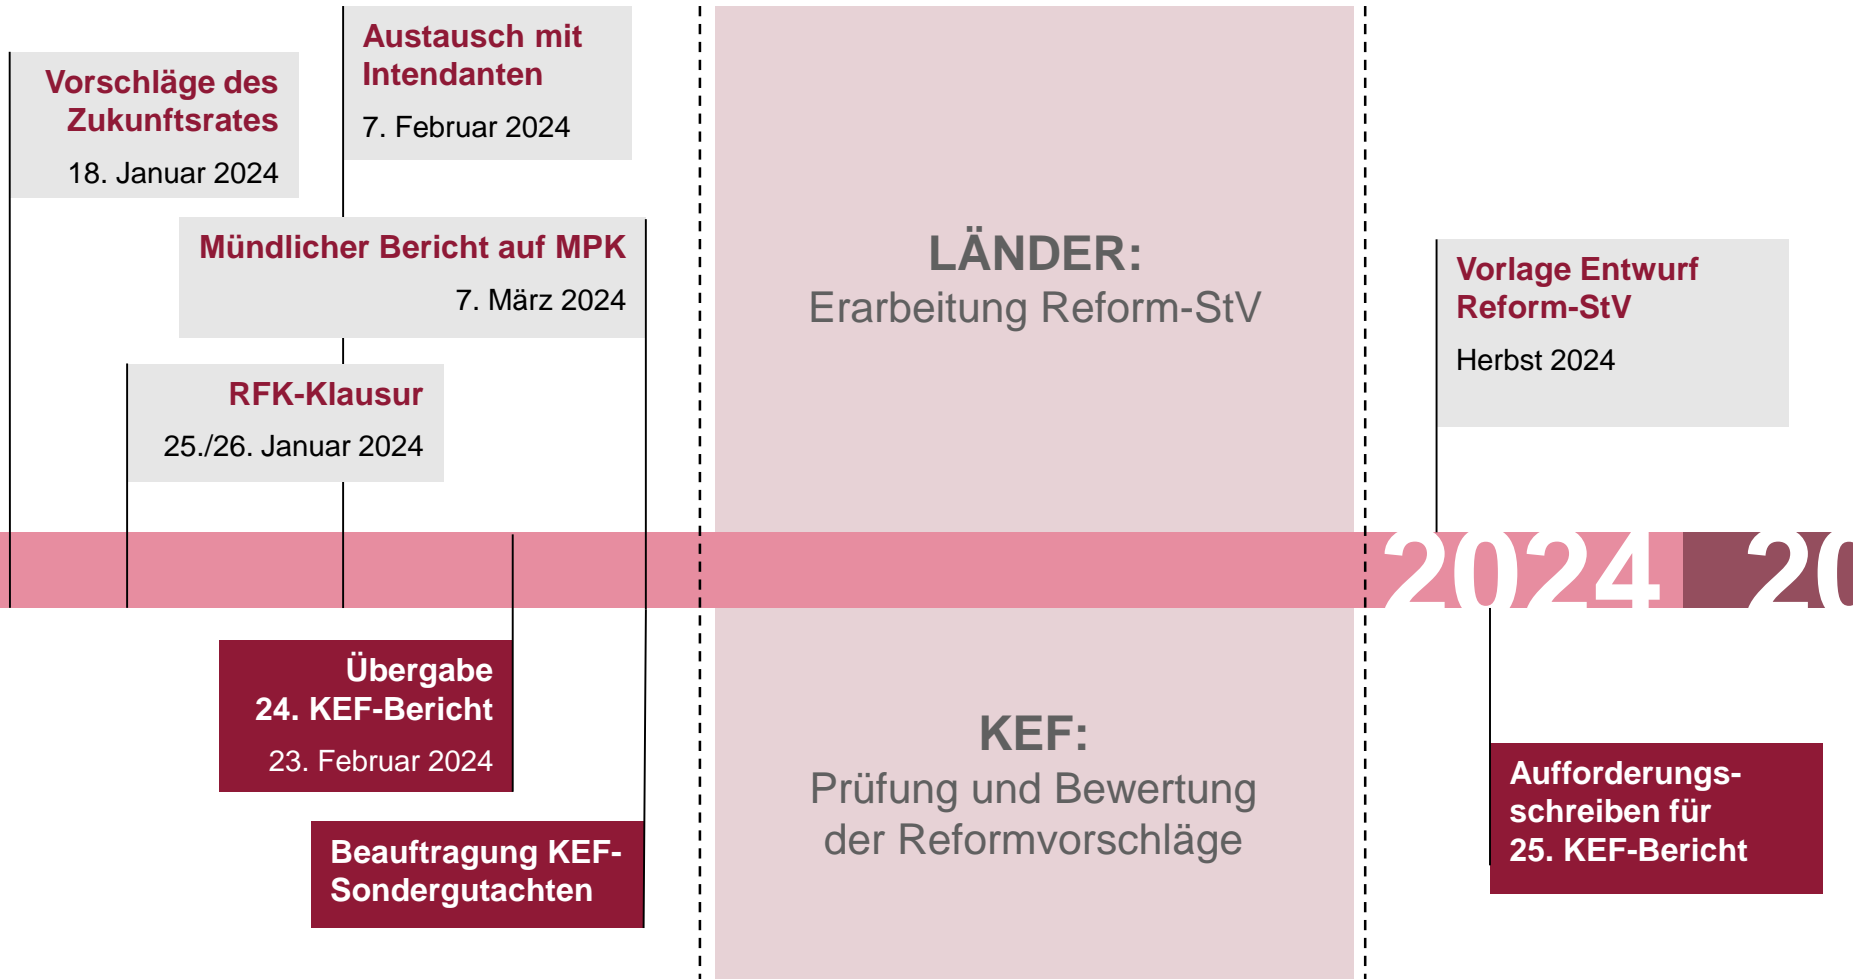 Vorschläge des
Zukunftsrates
18. Januar 2024
Austausch mit
Intendanten
7. Februar 2024
Mündlicher Bericht auf MPK
7. März 2024
RFK-Klausur
25./26. Januar 2024
LÄNDER:
Erarbeitung Reform-StV
Vorlage Entwurf
Reform-StV
Herbst 2024
2024
20
Übergabe
24. KEF-Bericht
23. Februar 2024
Beauftragung KEF-
Sondergutachten
KEF:
Prüfung und Bewertung
der Reformvorschläge
Aufforderungs-
schreiben für
25. KEF-Bericht